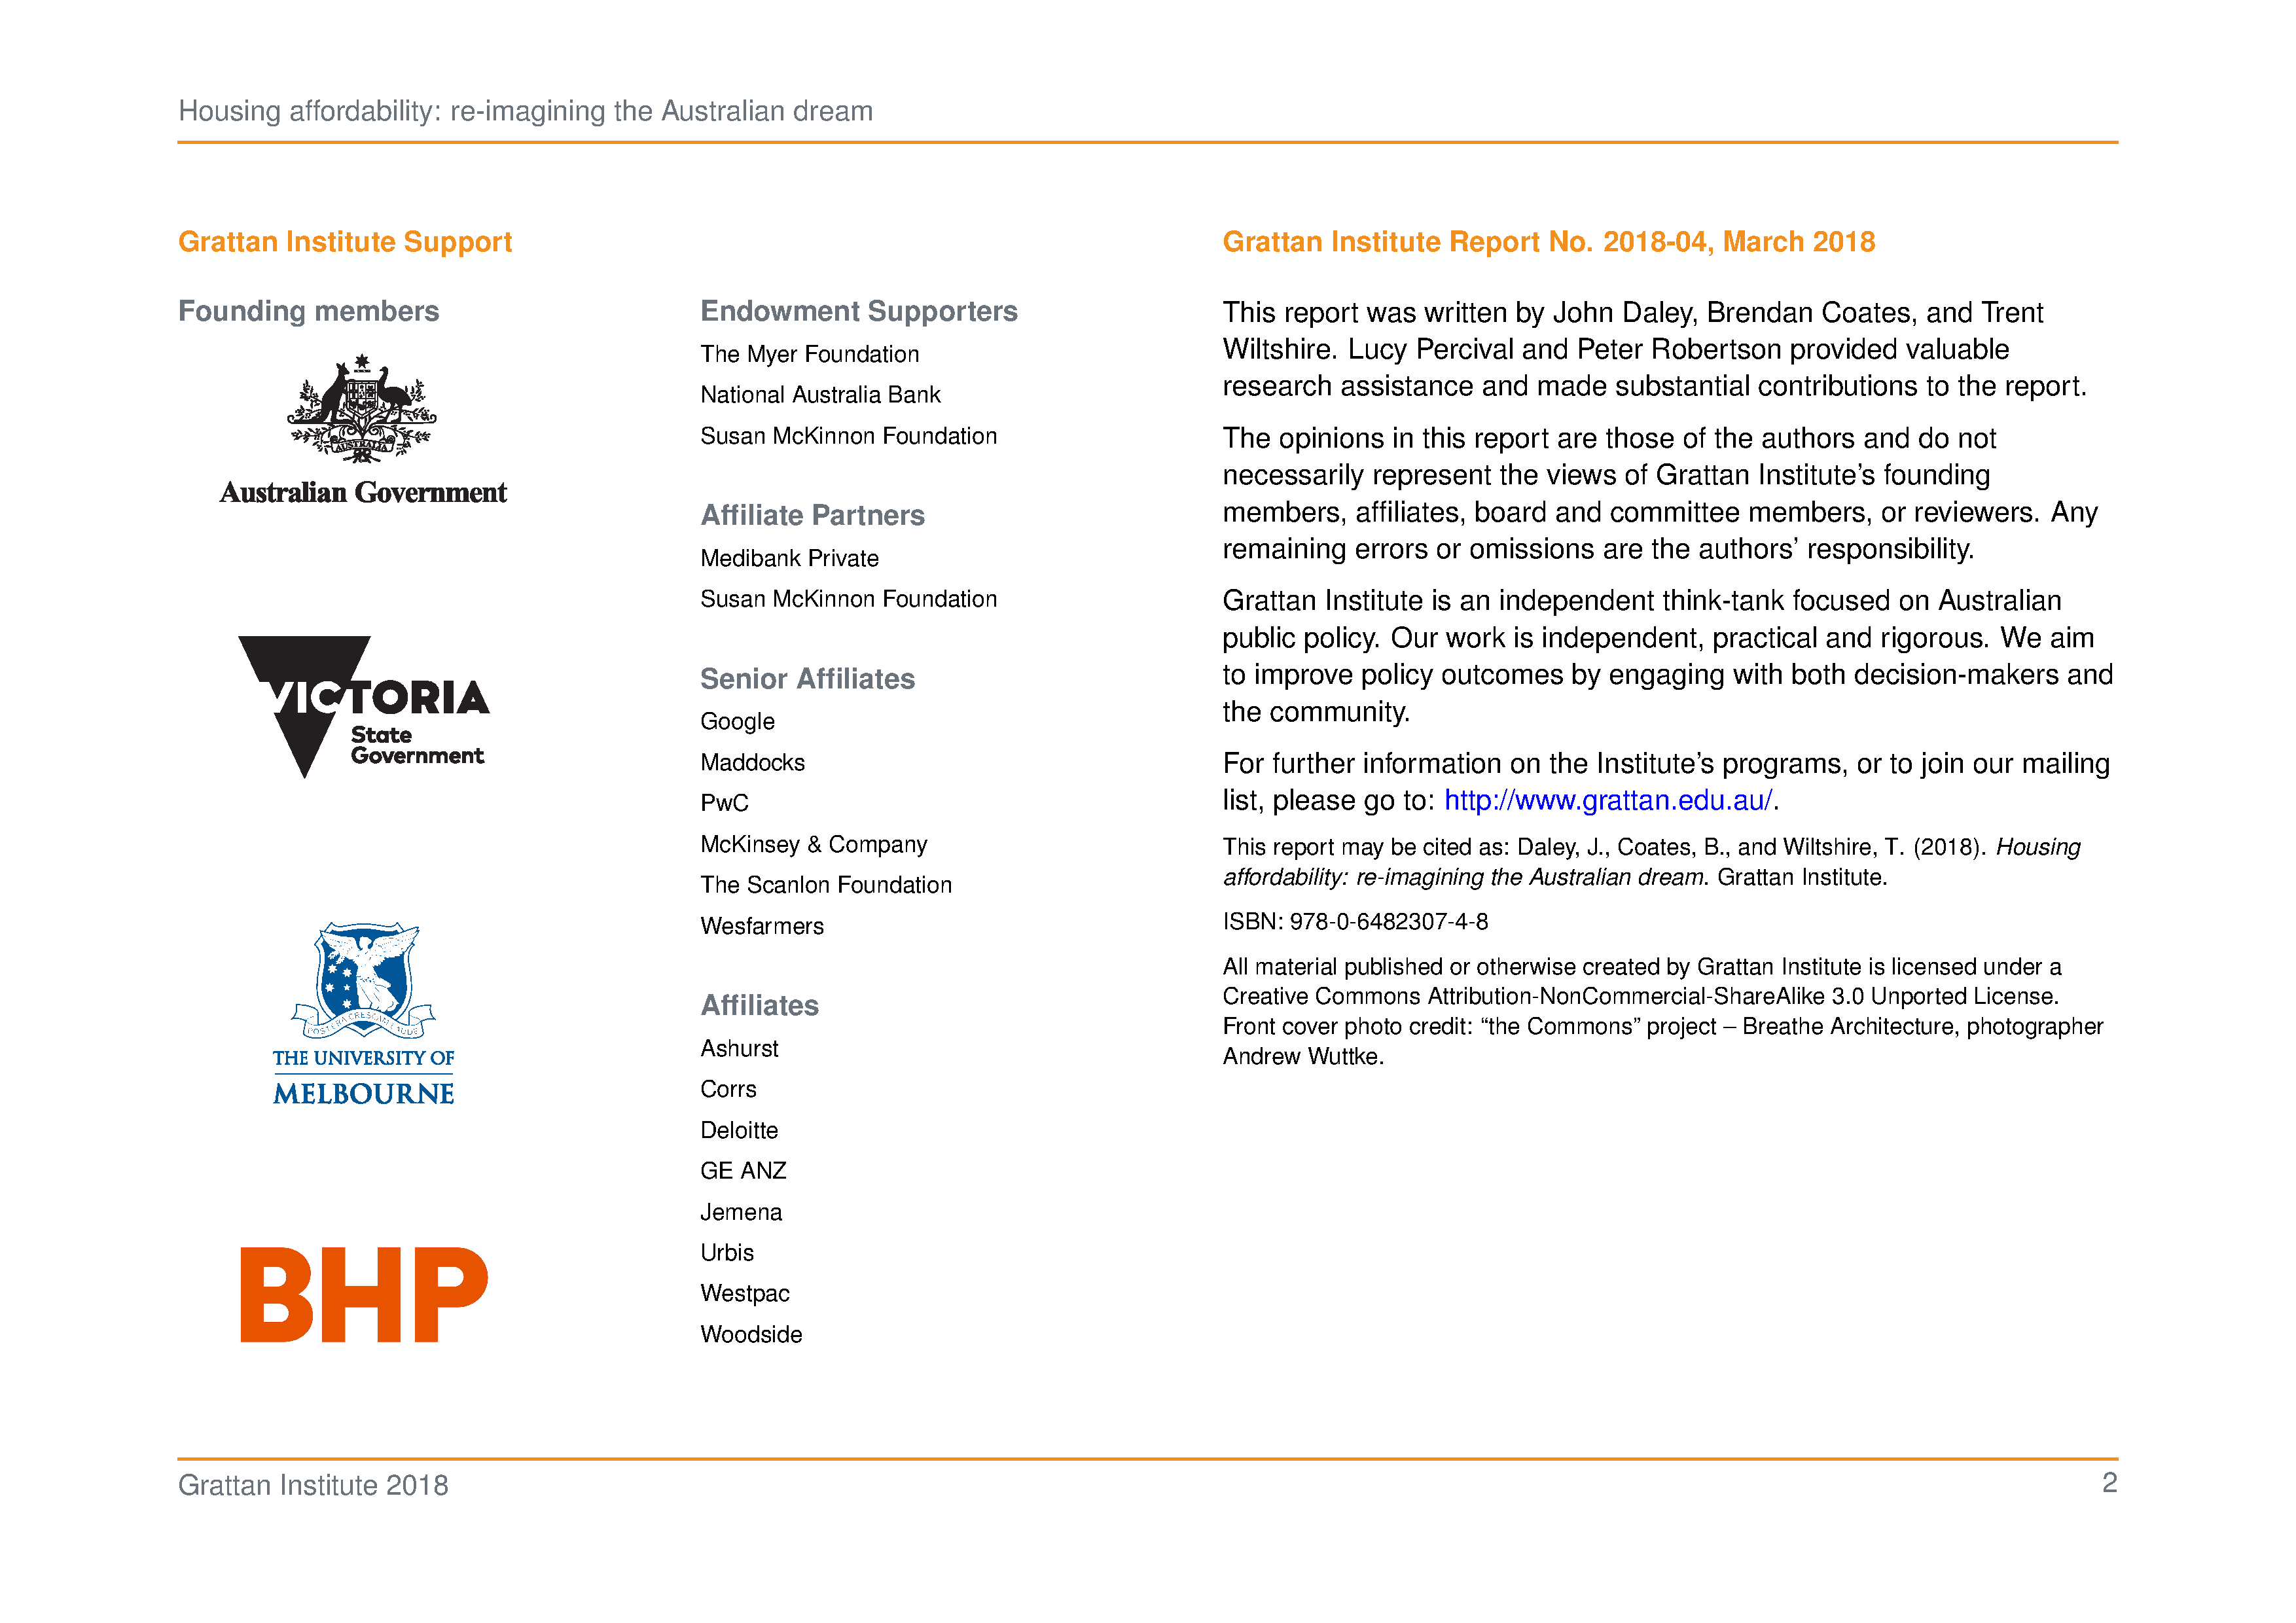 Housing affordability: re-imagining the Australian dream
Grattan Institute Support
Founding members
AUSTRALIA
Australian Government
VICTORIA
State
Government
POSTERA CRESCAM LAUDE
THE UNIVERSITY OF
MELBOURNE
BHP
Endowment Supporters
The Myer Foundation
National Australia Bank
Susan McKinnon Foundation
Affiliate Partners
Medibank Private
Susan McKinnon Foundation
Senior Affiliates
Google
Maddocks
PwC
McKinsey & Company
The Scanlon Foundation
Wesfarmers
Affiliates
Ashurst
Corrs
Deloitte
GE ANZ
Jemena
Urbis
Westpac
Woodside
Grattan Institute Report No. 2018-04, March 2018
This report was written by John Daley, Brendan Coates, and Trent
Wiltshire. Lucy Percival and Peter Robertson provided valuable
research assistance and made substantial contributions to the report.
The opinions in this report are those of the authors and do not
necessarily represent the views of Grattan Institute’s founding
members, affiliates, board and committee members, or reviewers. Any
remaining errors or omissions are the authors’ responsibility.
Grattan Institute is an independent think-tank focused on Australian
public policy. Our work is independent, practical and rigorous. We aim
to improve policy outcomes by engaging with both decision-makers and
the community.
For further information on the Institute’s programs, or to join our mailing
list, please go to: http://www.grattan.edu.au/.
This report may be cited as: Daley, J., Coates, B., and Wiltshire, T. (2018). Housing
affordability: re-imagining the Australian dream. Grattan Institute.
ISBN: 978-0-6482307-4-8
All material published or otherwise created by Grattan Institute is licensed under a
Creative Commons Attribution-NonCommercial-ShareAlike 3.0 Unported License.
Front cover photo credit: “the Commons” project – Breathe Architecture, photographer
Andrew Wuttke.
Grattan Institute 2018
2